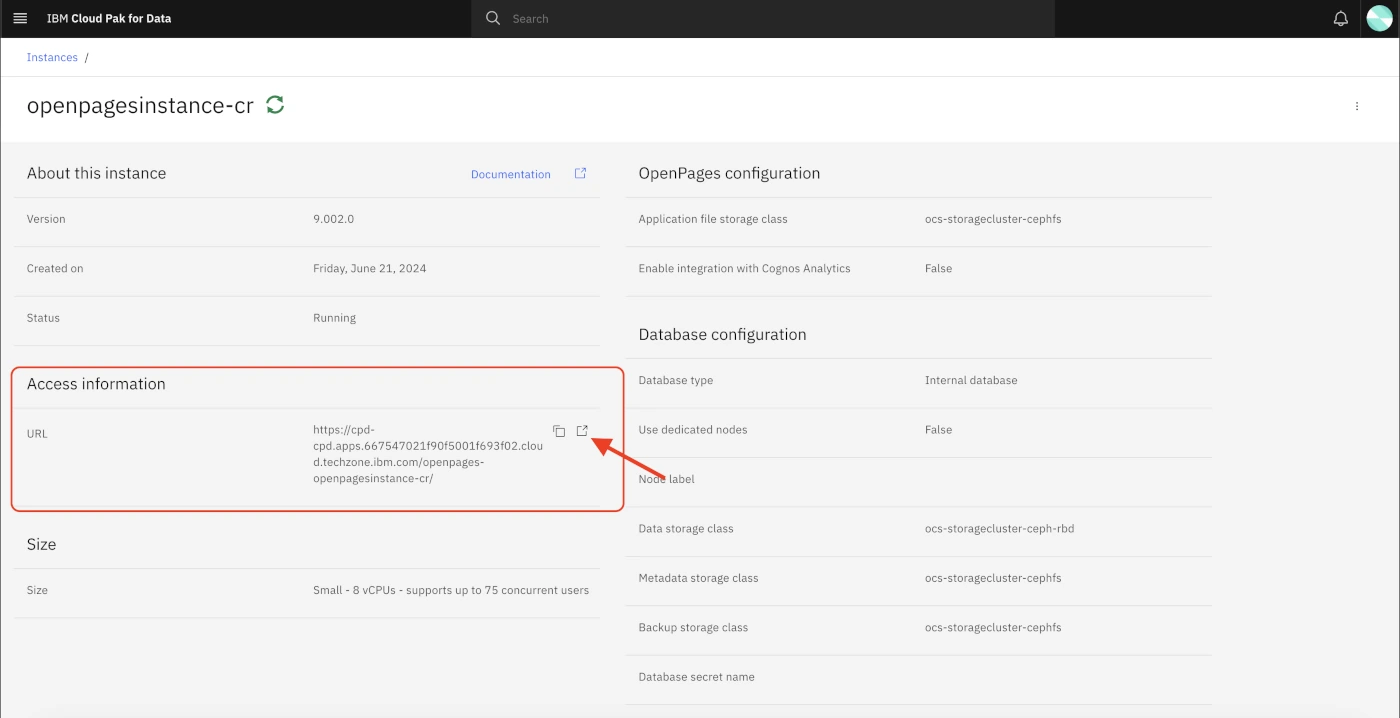 IBM Cloud Pak for Data
Search
Instances /
openpagesinstance-cr
About this instance
Documentation
Version
9.002.0
Created on
Friday, June 21, 2024
Status
Running
Access information
URL
https://cpd-
cpd.apps.667547021f90f5001f693f02.clou
d.techzone.ibm.com/openpages-
openpagesinstance-cr/
Size
Size
Small - 8 vCPUs - supports up to 75 concurrent users
OpenPages configuration
Application file storage class
ocs-storagecluster-cephfs
Enable integration with Cognos Analytics
False
Database configuration
Database type
Internal database
Use dedicated nodes
False
Node label
Data storage class
ocs-storagecluster-ceph-rbd
Metadata storage class
ocs-storagecluster-cephfs
Backup storage class
ocs-storagecluster-cephfs
Database secret name